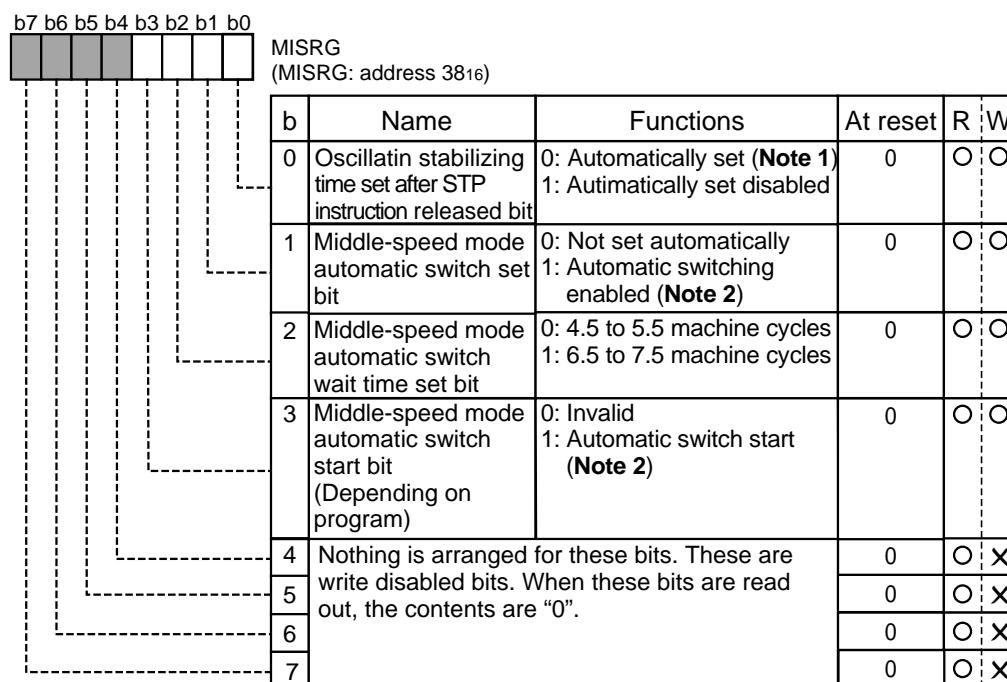 b7 b6 b5 b4 b3 b2 b1 b0
MISRG
(MISRG: address 3816)
b Name Functions At reset R W
0 Oscillatin stabilizing time set after STP instruction released bit
0: Automatically set (Note 1)
1: Autimatically set disabled
0 O O
1 Middle-speed mode automatic switch set bit
0: Not set automatically
1: Automatic switching enabled (Note 2)
0 O O
2 Middle-speed mode automatic switch wait time set bit
0: 4.5 to 5.5 machine cycles
1: 6.5 to 7.5 machine cycles
0 O O
3 Middle-speed mode automatic switch start bit (Depending on program)
0: Invalid
1: Automatic switch start (Note 2)
0 O O
4 Nothing is arranged for these bits. These are
write disabled bits. When these bits are read
out, the contents are “0”.
0 O X
5 0 O X
6 0 O X
7 0 O X